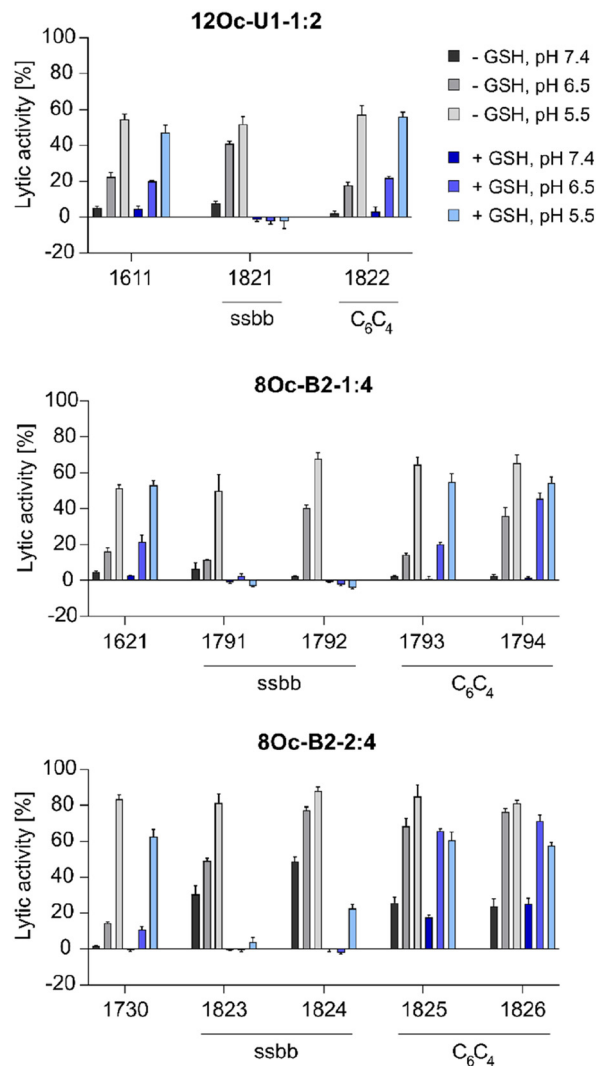 12Oc-U1-1:2
Lytic activity [%]
100
80
60
40
20
0
-20
1611 1821 1822
ssbb C₆C₄
- GSH, pH 7.4
- GSH, pH 6.5
- GSH, pH 5.5
+ GSH, pH 7.4
+ GSH, pH 6.5
+ GSH, pH 5.5
8Oc-B2-1:4
Lytic activity [%]
100
80
60
40
20
0
-20
1621 1791 1792 1793 1794
ssbb C₆C₄
8Oc-B2-2:4
Lytic activity [%]
100
80
60
40
20
0
-20
1730 1823 1824 1825 1826
ssbb C₆C₄